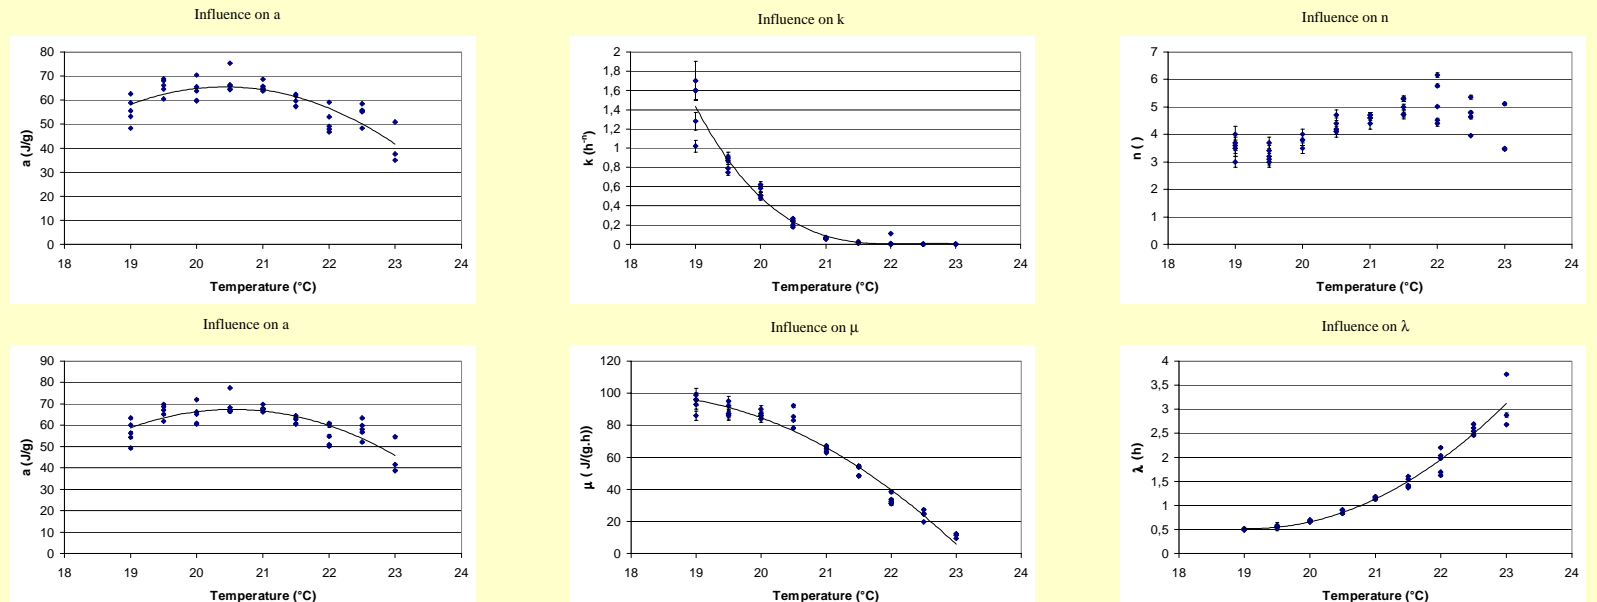 Influence on a
80
70
60
50
40
30
20
10
0
a (J/g)
18 19 20 21 22 23 24
Temperature (°C)
Influence on k
2
1,8
1,6
1,4
1,2
1
0,8
0,6
0,4
0,2
0
k (h⁻ⁿ)
18 19 20 21 22 23 24
Temperature (°C)
Influence on n
7
6
5
4
3
2
1
0
n ( )
18 19 20 21 22 23 24
Temperature (°C)
Influence on a
90
80
70
60
50
40
30
20
10
0
a (J/g)
18 19 20 21 22 23 24
Temperature (°C)
Influence on μ
120
100
80
60
40
20
0
μ ( J/(g.h))
18 19 20 21 22 23 24
Temperature (°C)
Influence on λ
4
3,5
3
2,5
2
1,5
1
0,5
0
λ (h)
18 19 20 21 22 23 24
Temperature (°C)